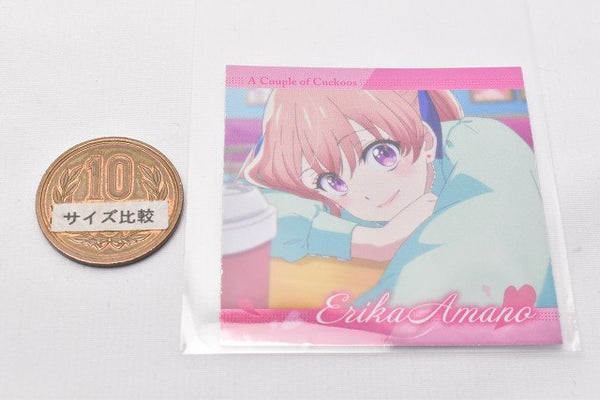 A Couple of Cuckoos
10
サイズ比較
Erika Amano